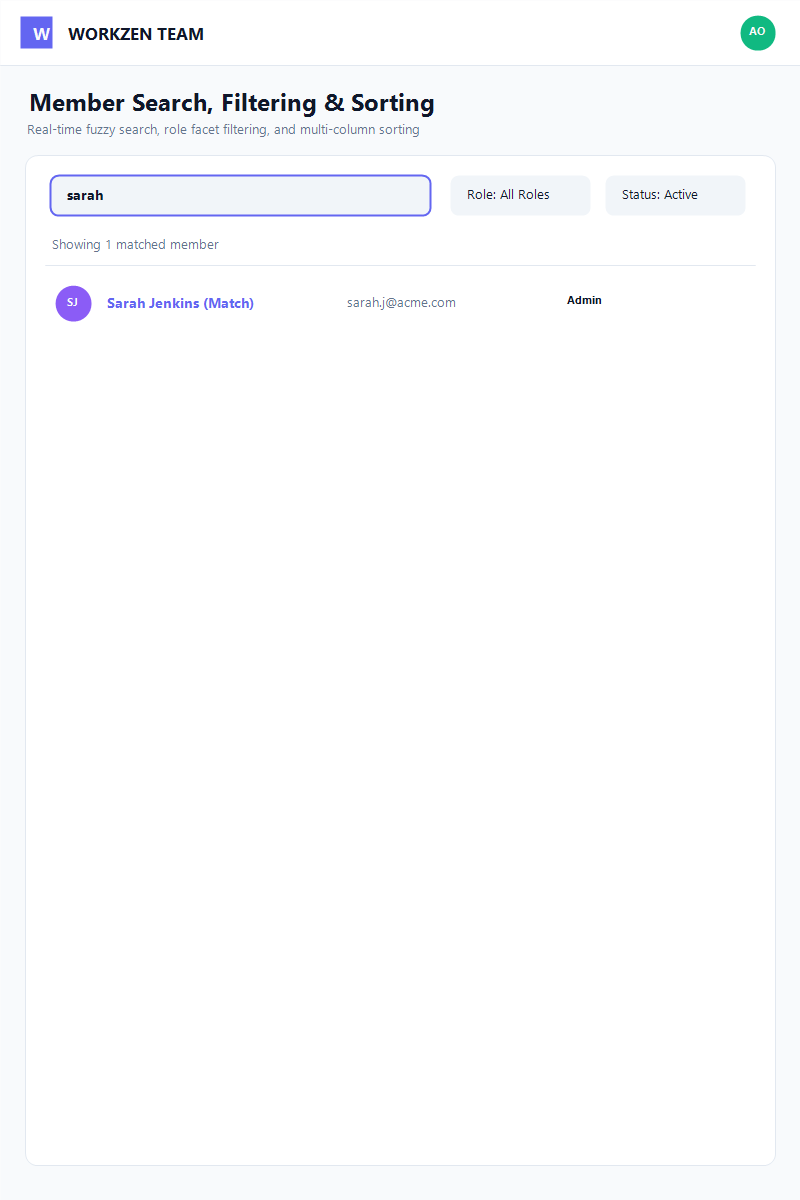 W WORKZEN TEAM AO
Member Search, Filtering & Sorting
Real-time fuzzy search, role facet filtering, and multi-column sorting
sarah Role: All Roles Status: Active
Showing 1 matched member
SJ Sarah Jenkins (Match) sarah.j@acme.com Admin